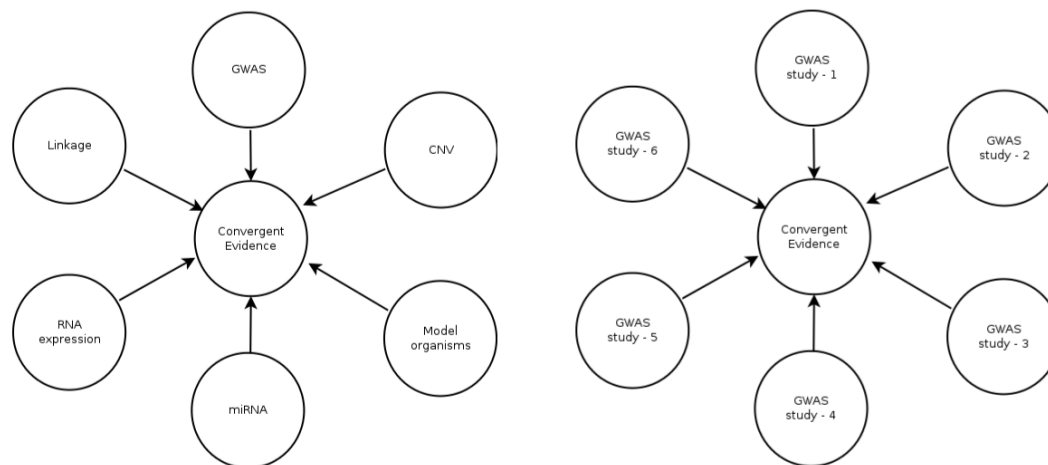 GWAS
Linkage
CNV
Convergent
Evidence
RNA
expression
Model
organisms
miRNA
GWAS
study - 1
GWAS
study - 6
GWAS
study - 2
Convergent
Evidence
GWAS
study - 5
GWAS
study - 3
GWAS
study - 4